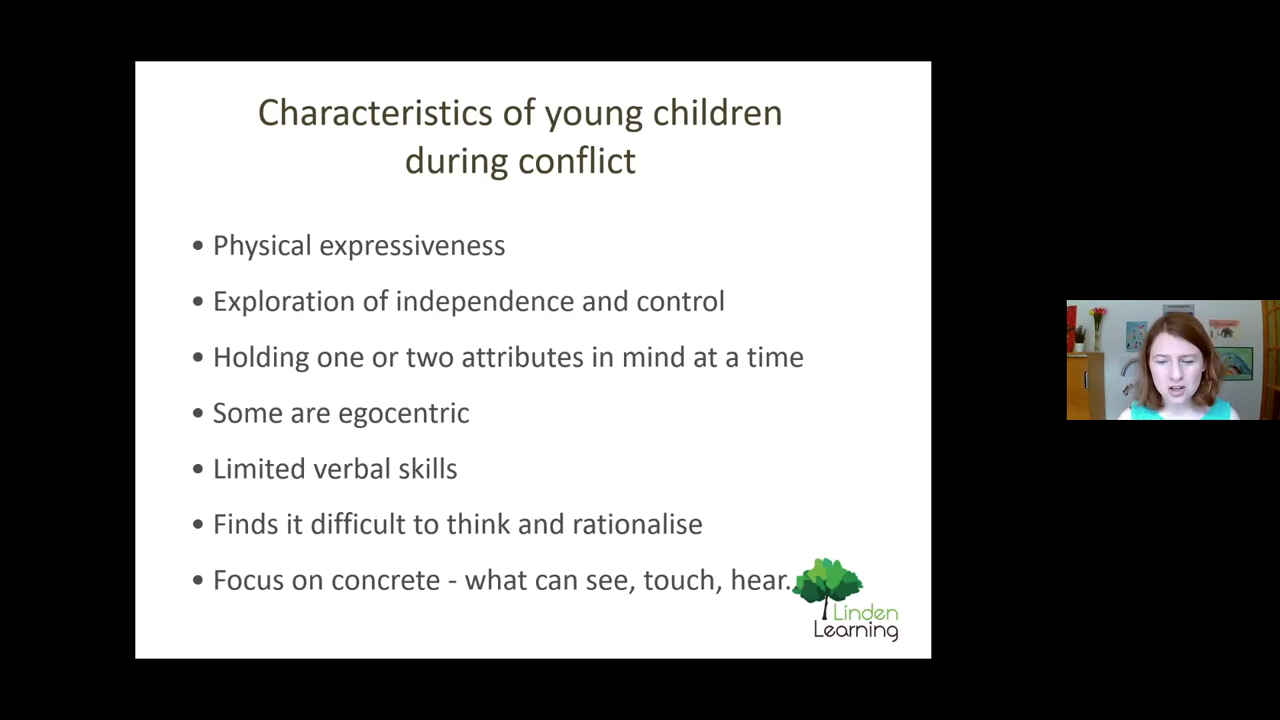 Characteristics of young children
during conflict
• Physical expressiveness
• Exploration of independence and control
• Holding one or two attributes in mind at a time
• Some are egocentric
• Limited verbal skills
• Finds it difficult to think and rationalise
• Focus on concrete - what can see, touch, hear.
Linden
Learning